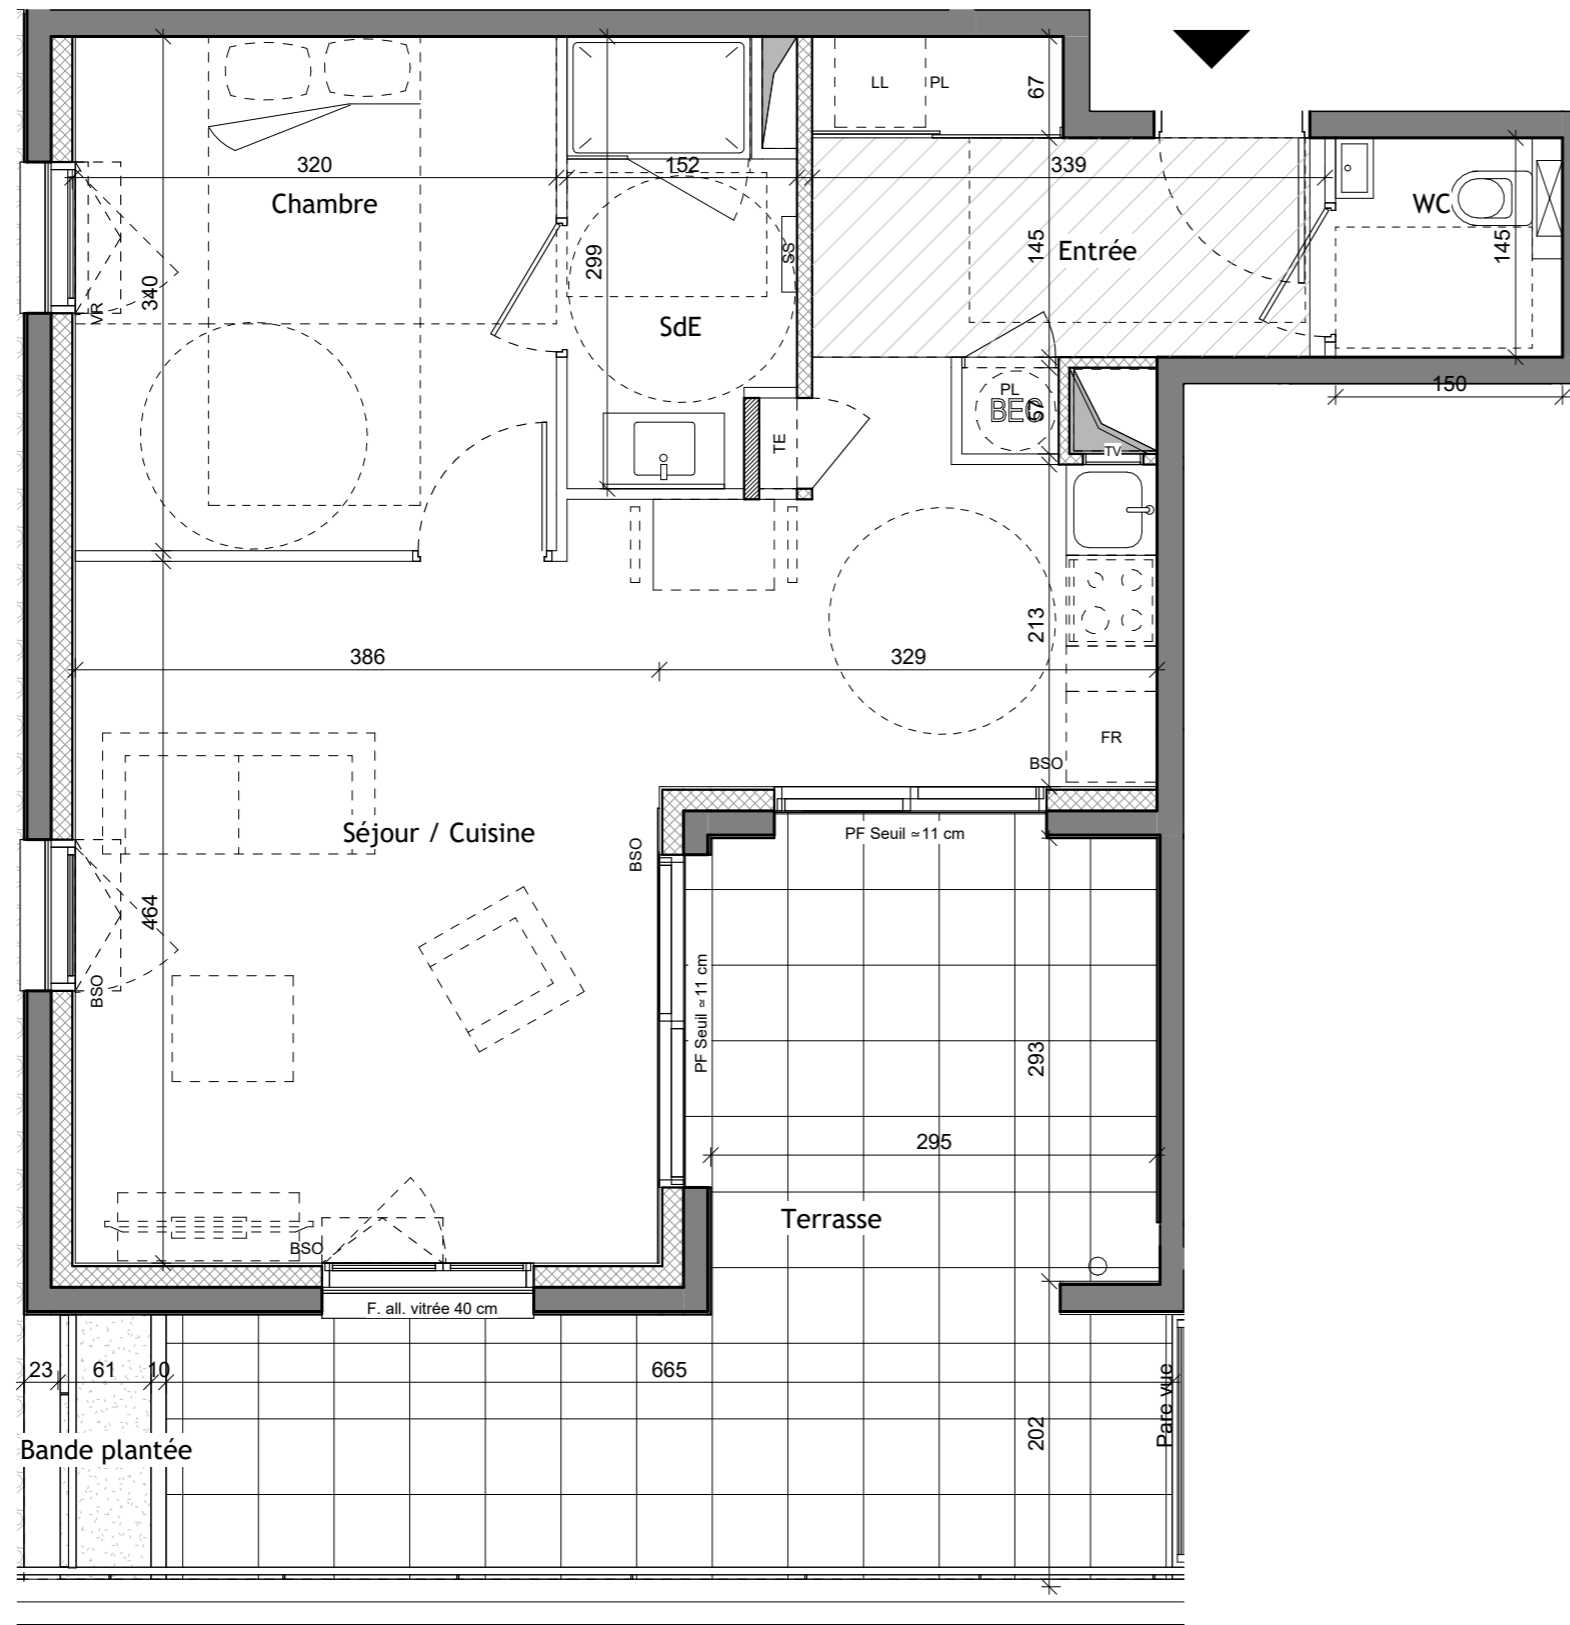 LL
PL
67
320
152
339
Chambre
WC
299
SS
145
Entrée
145
340
VR
SdE
150
PL
BEC
67
TE
TV
213
386
329
FR
BSO
Séjour / Cuisine
BSO
PF Seuil ≃11 cm
464
BSO
PF Seuil ≃11 cm
293
295
Terrasse
BSO
F. all. vitrée 40 cm
23
61
10
665
Pare vue
202
Bande plantée